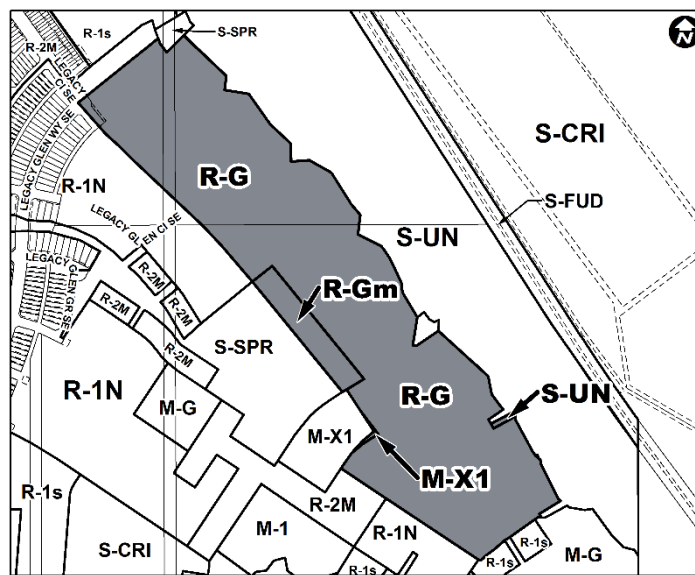 R-1s
S-SPR
N
R-2M
LEGACY CI SE
LEGACY GLEN WY SE
S-CRI
R-G
R-1N
LEGACY GLEN CI SE
S-FUD
S-UN
LEGACY GLEN GR SE
R-2M
R-2M
R-Gm
R-2M
R-2M
S-SPR
R-1N
R-G
S-UN
M-G
M-X1
M-X1
R-1s
R-2M
M-1
R-1N
S-CRI
R-1s
R-1s
R-1s
M-G